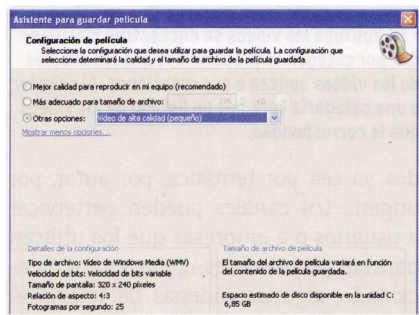 Asistente para guardar película
Configuración de película
Seleccione la configuración que desea utilizar para guardar la película. La configuración que
seleccione determinará la calidad y el tamaño de archivo de la película guardada.
Mejor calidad para reproducir en mi equipo (recomendado)
Más adecuado para tamaño de archivo:
Otras opciones: Vídeo de alta calidad (pequeño)
Mostrar menos opciones...
Detalles de la configuración
Tipo de archivo: Vídeo de Windows Media (WMV)
Velocidad de bits: Velocidad de bits variable
Tamaño de pantalla: 320 x 240 píxeles
Relación de aspecto: 4:3
Fotogramas por segundo: 25
Tamaño de archivo de película
El tamaño del archivo de película variará en función
del contenido de la película guardada.
Espacio estimado de disco disponible en la unidad C:
6,85 GB